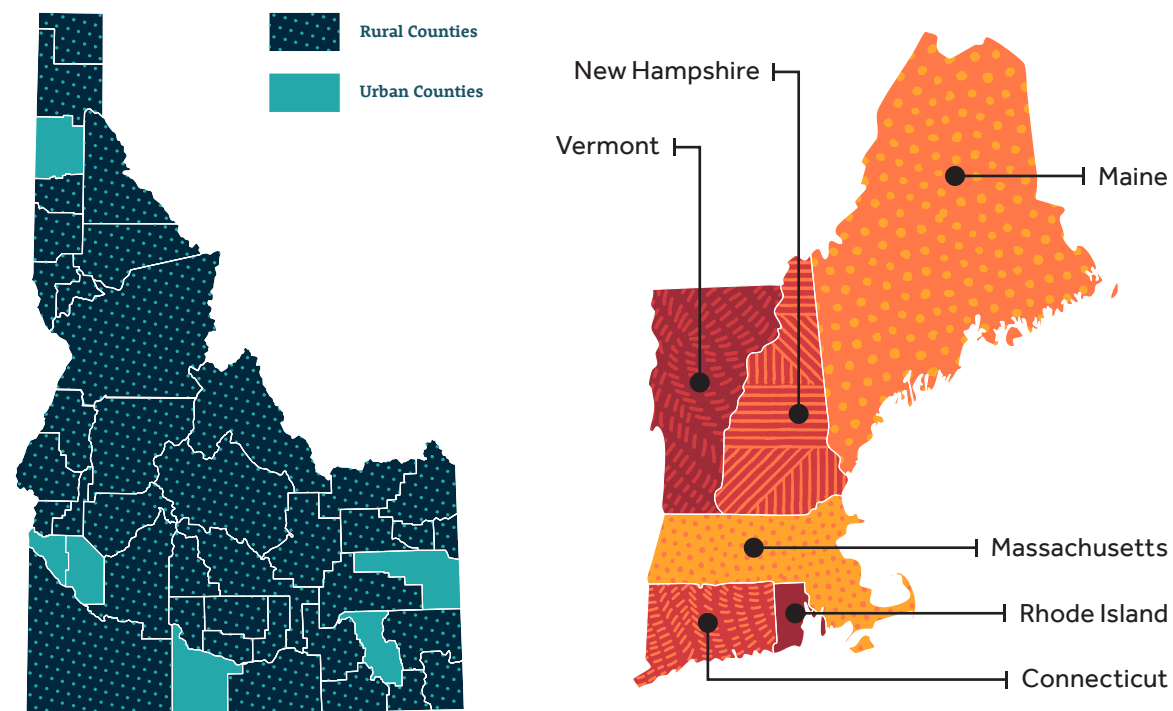 Rural Counties
Urban Counties
New Hampshire
Vermont
Maine
Massachusetts
Rhode Island
Connecticut